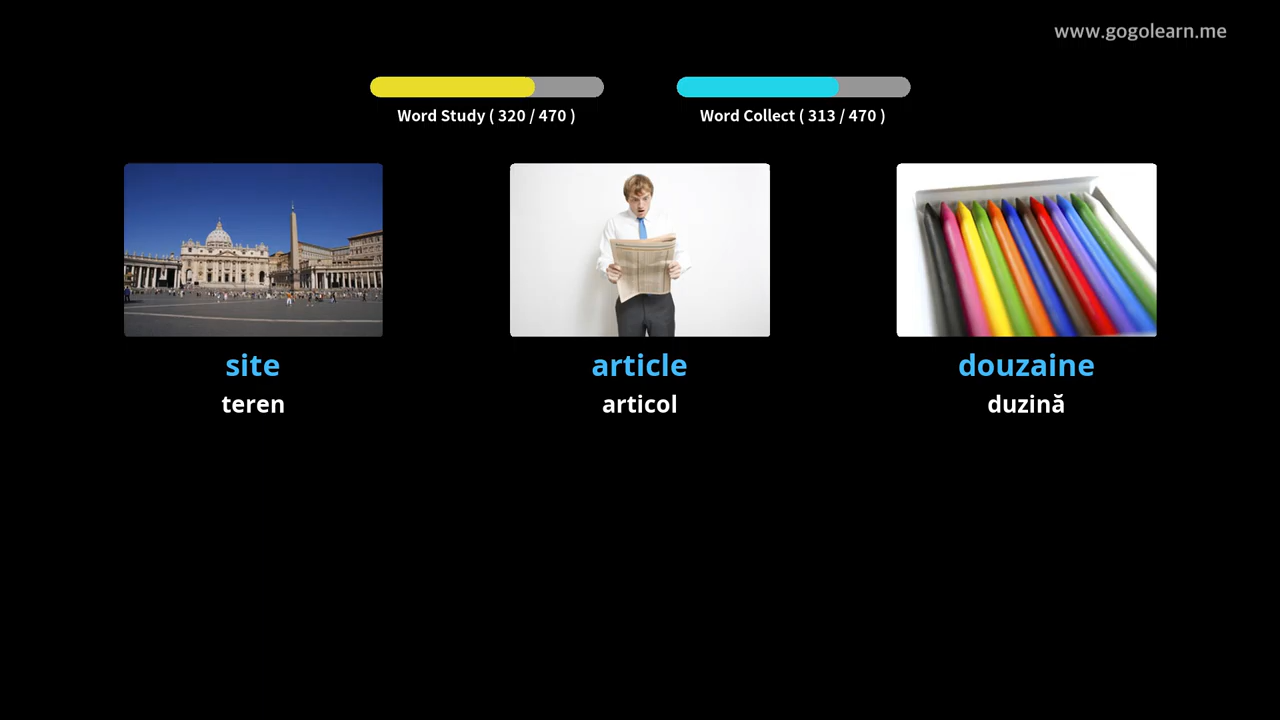 www.gogolearn.me
Word Study ( 320 / 470 )
Word Collect ( 313 / 470 )
site
article
douzaine
teren
articol
duzină